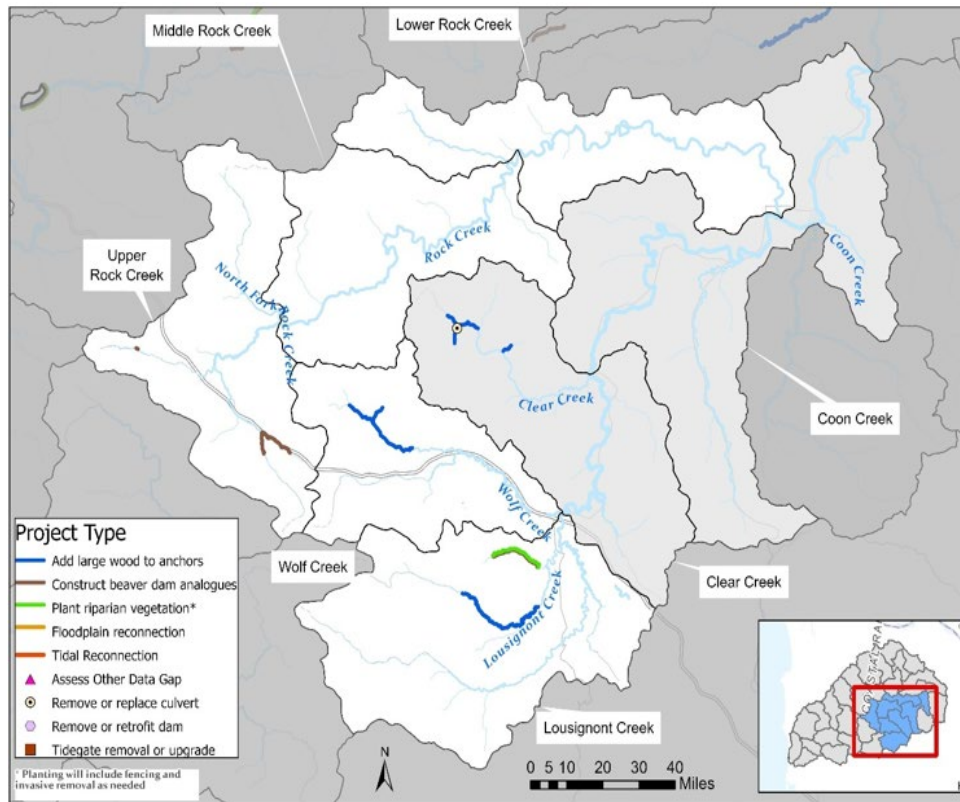 Middle Rock Creek
Lower Rock Creek
Upper
Rock Creek
North Fork
Rock Creek
Rock Creek
Coon Creek
Clear Creek
Coon Creek
Wolf Creek
Wolf Creek
Clear Creek
Lousignont Creek
Lousignont Creek
Project Type
Add large wood to anchors
Construct beaver dam analogues
Plant riparian vegetation*
Floodplain reconnection
Tidal Reconnection
Assess Other Data Gap
Remove or replace culvert
Remove or retrofit dam
Tidegate removal or upgrade
* Planting will include fencing and
invasive removal as needed
N
0 5 10 20 30 40
Miles
COASTAL RA